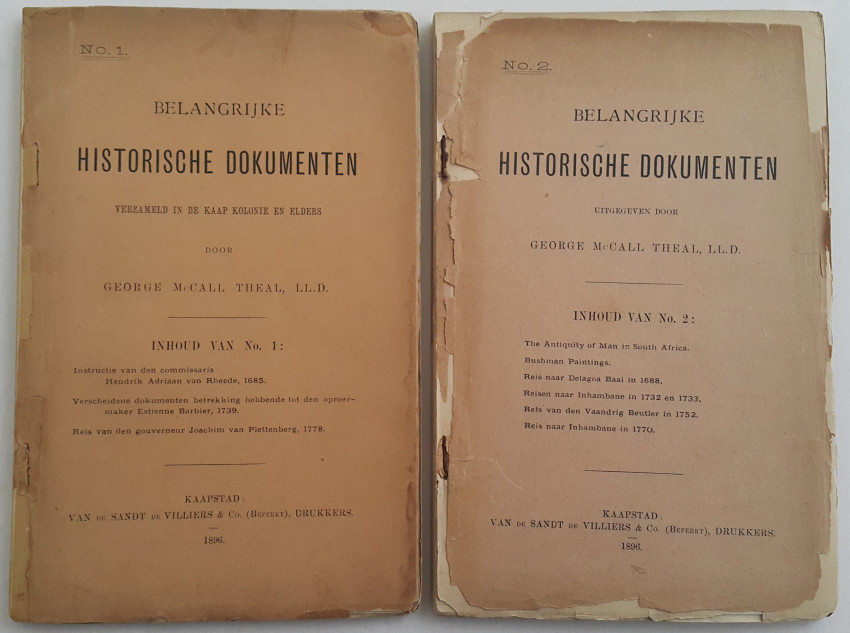 No. 1.
BELANGRIJKE
HISTORISCHE DOKUMENTEN
VERZAMELD IN DE KAAP KOLONIE EN ELDERS
DOOR
GEORGE McCALL THEAL, LL.D.
INHOUD VAN No. 1:
Instructie van den commissaris
Hendrik Adriaan van Rheede, 1685.
Verscheidene dokumenten betrekking hebbende tot den oproer-
maker Estienne Barbier, 1739.
Reis van den gouverneur Joachim van Plettenberg, 1778.
KAAPSTAD:
VAN DE SANDT DE VILLIERS & Co. (BEPERKT), DRUKKERS.
1896.
No. 2.
BELANGRIJKE
HISTORISCHE DOKUMENTEN
UITGEGEVEN DOOR
GEORGE McCALL THEAL, LL.D.
INHOUD VAN No. 2:
The Antiquity of Man in South Africa.
Bushman Paintings.
Reis naar Delagoa Baai in 1688.
Reisen naar Inhambane in 1732 en 1733.
Reis van den Vaandrig Beutler in 1752.
Reis naar Inhambane in 1770.
KAAPSTAD:
VAN DE SANDT DE VILLIERS & Co. (BEPERKT), DRUKKERS.
1896.